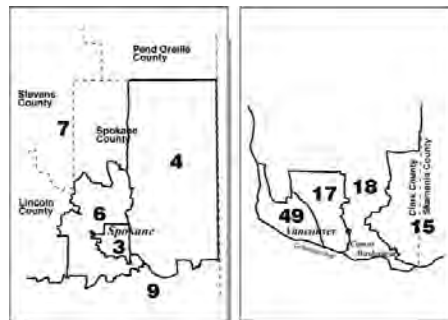 Pend Oreille
County
Stevens
County
7
Spokane
County
4
Lincoln
County
6
Spokane
3
9
18
17
Clark County
Skamania County
49
Vancouver
15
Camas
Washougal